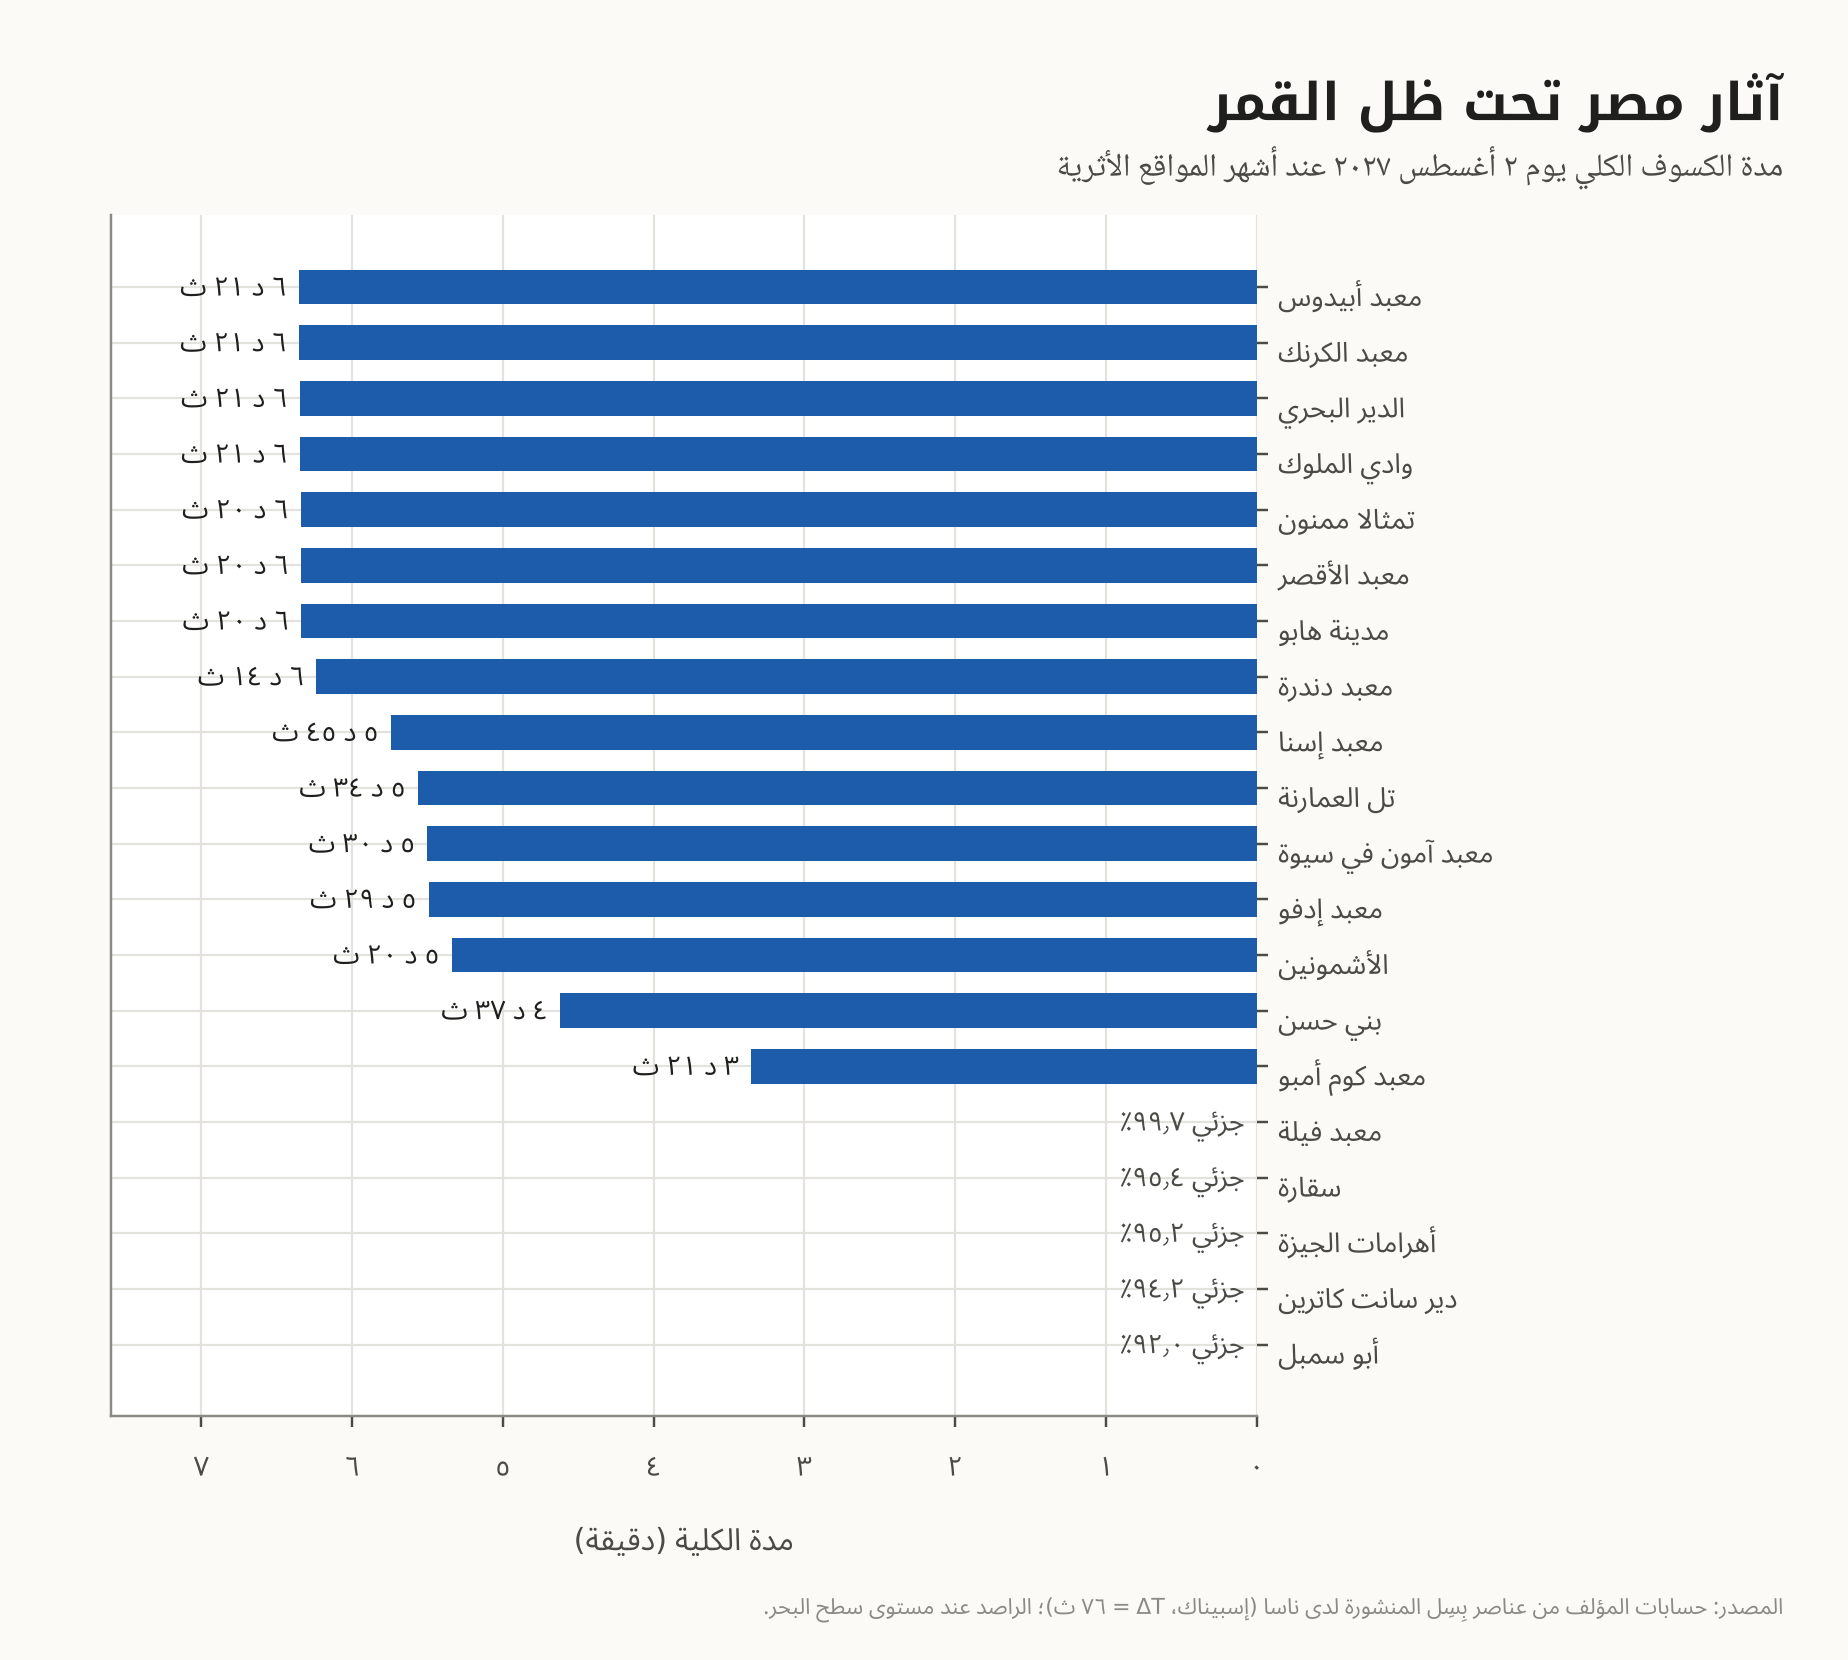 آثار مصر تحت ظل القمر
مدة الكسوف الكلي يوم ٢ أغسطس ٢٠٢٧ عند أشهر المواقع الأثرية
معبد أبيدوس ٦ د ٢١ ث
معبد الكرنك ٦ د ٢١ ث
الدير البحري ٦ د ٢١ ث
وادي الملوك ٦ د ٢١ ث
تمثالا ممنون ٦ د ٢٠ ث
معبد الأقصر ٦ د ٢٠ ث
مدينة هابو ٦ د ٢٠ ث
معبد دندرة ٦ د ١٤ ث
معبد إسنا ٥ د ٤٥ ث
تل العمارنة ٥ د ٣٤ ث
معبد آمون في سيوة ٥ د ٣٠ ث
معبد إدفو ٥ د ٢٩ ث
الأشمونين ٥ د ٢٠ ث
بني حسن ٤ د ٣٧ ث
معبد كوم أمبو ٣ د ٢١ ث
معبد فيلة جزئي ٩٩٫٧٪
سقارة جزئي ٩٥٫٤٪
أهرامات الجيزة جزئي ٩٥٫٢٪
دير سانت كاترين جزئي ٩٤٫٢٪
أبو سمبل جزئي ٩٢٫٠٪
٠ ١ ٢ ٣ ٤ ٥ ٦ ٧
مدة الكلية (دقيقة)
المصدر: حسابات المؤلف من عناصر بِسِل المنشورة لدى ناسا (إسبيناك، ΔT = ٧٦ ث)؛ الراصد عند مستوى سطح البحر.